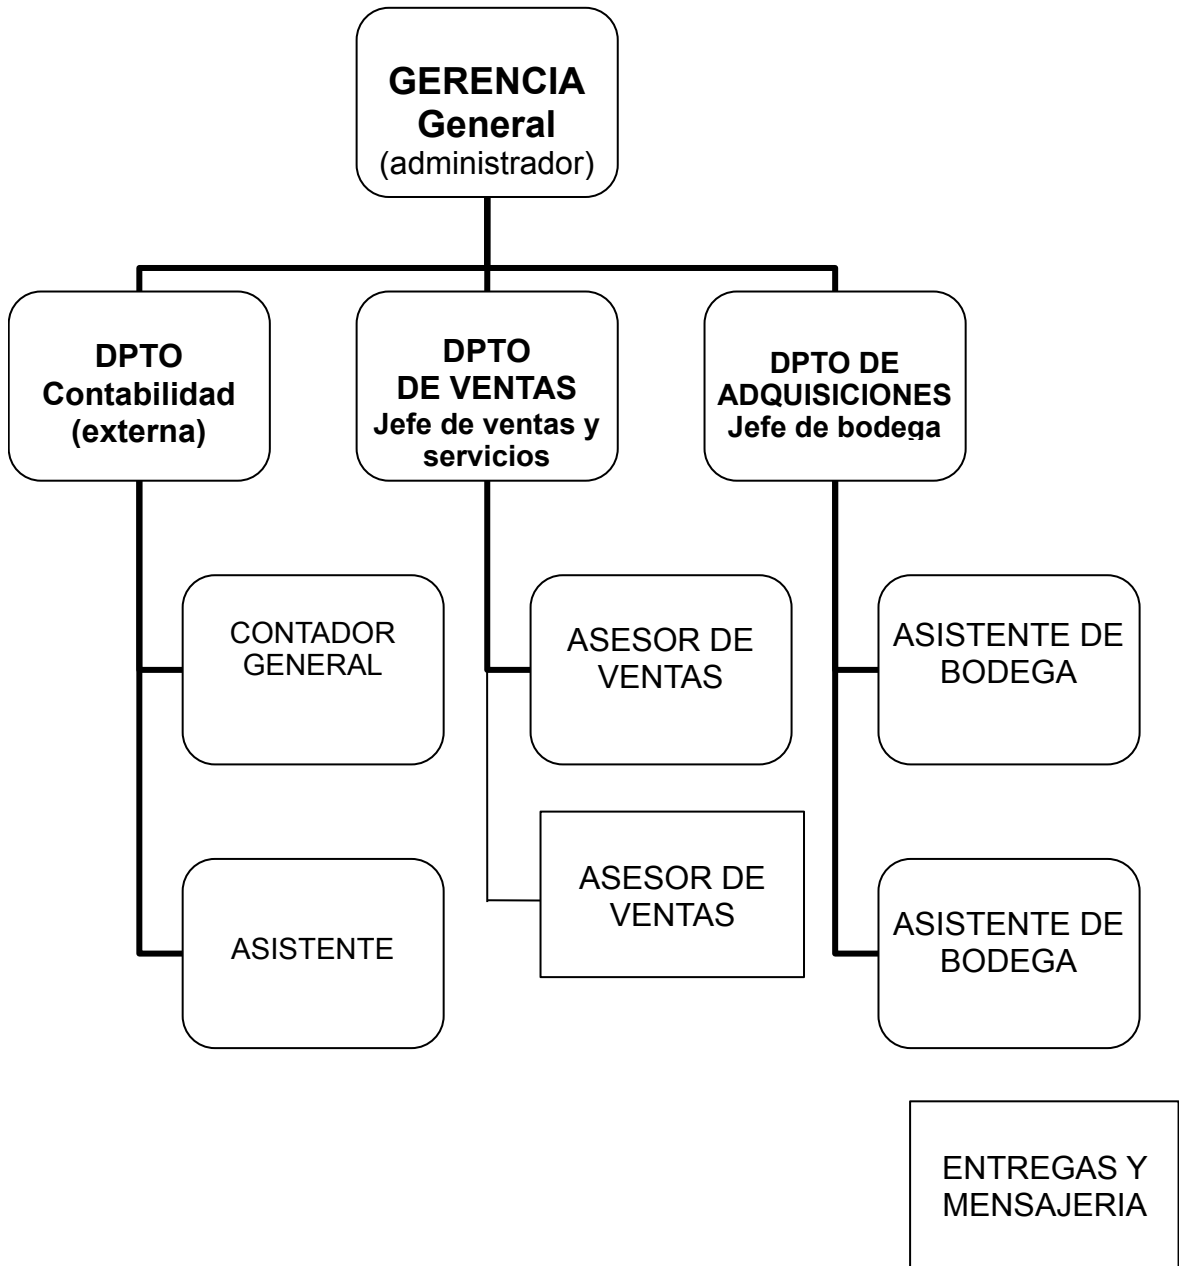 GERENCIA
General
(administrador)
DPTO
Contabilidad
(externa)
DPTO
DE VENTAS
Jefe de ventas y
servicios
DPTO DE
ADQUISICIONES
Jefe de bodega
CONTADOR
GENERAL
ASESOR DE
VENTAS
ASISTENTE DE
BODEGA
ASISTENTE
ASESOR DE
VENTAS
ASISTENTE DE
BODEGA
ENTREGAS Y
MENSAJERIA